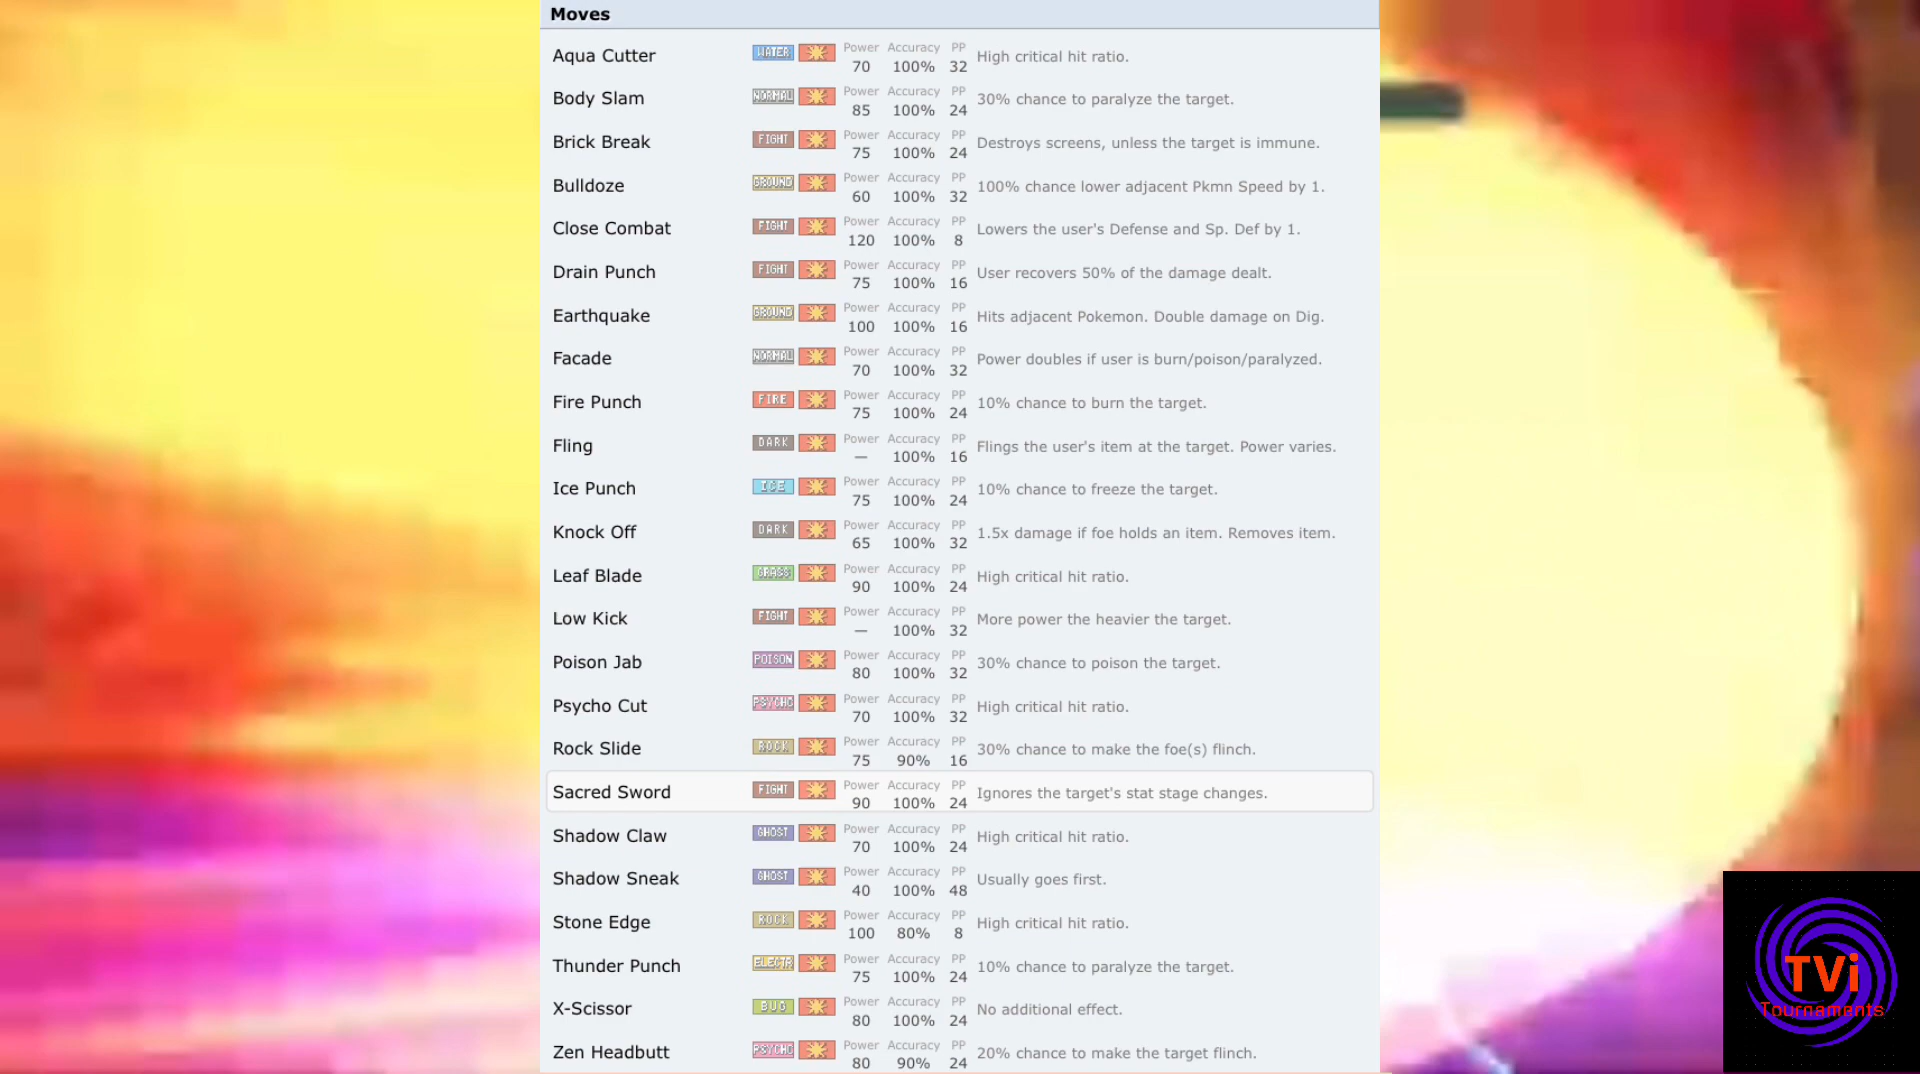 Moves
Aqua Cutter WATER Power 70 Accuracy 100% PP 32 High critical hit ratio.
Body Slam NORMAL Power 85 Accuracy 100% PP 24 30% chance to paralyze the target.
Brick Break FIGHT Power 75 Accuracy 100% PP 24 Destroys screens, unless the target is immune.
Bulldoze GROUND Power 60 Accuracy 100% PP 32 100% chance lower adjacent Pkmn Speed by 1.
Close Combat FIGHT Power 120 Accuracy 100% PP 8 Lowers the user's Defense and Sp. Def by 1.
Drain Punch FIGHT Power 75 Accuracy 100% PP 16 User recovers 50% of the damage dealt.
Earthquake GROUND Power 100 Accuracy 100% PP 16 Hits adjacent Pokemon. Double damage on Dig.
Facade NORMAL Power 70 Accuracy 100% PP 32 Power doubles if user is burn/poison/paralyzed.
Fire Punch FIRE Power 75 Accuracy 100% PP 24 10% chance to burn the target.
Fling DARK Power — Accuracy 100% PP 16 Flings the user's item at the target. Power varies.
Ice Punch ICE Power 75 Accuracy 100% PP 24 10% chance to freeze the target.
Knock Off DARK Power 65 Accuracy 100% PP 32 1.5x damage if foe holds an item. Removes item.
Leaf Blade GRASS Power 90 Accuracy 100% PP 24 High critical hit ratio.
Low Kick FIGHT Power — Accuracy 100% PP 32 More power the heavier the target.
Poison Jab POISON Power 80 Accuracy 100% PP 32 30% chance to poison the target.
Psycho Cut PSYCHC Power 70 Accuracy 100% PP 32 High critical hit ratio.
Rock Slide ROCK Power 75 Accuracy 90% PP 16 30% chance to make the foe(s) flinch.
Sacred Sword FIGHT Power 90 Accuracy 100% PP 24 Ignores the target's stat stage changes.
Shadow Claw GHOST Power 70 Accuracy 100% PP 24 High critical hit ratio.
Shadow Sneak GHOST Power 40 Accuracy 100% PP 48 Usually goes first.
Stone Edge ROCK Power 100 Accuracy 80% PP 8 High critical hit ratio.
Thunder Punch ELECTR Power 75 Accuracy 100% PP 24 10% chance to paralyze the target.
X-Scissor BUG Power 80 Accuracy 100% PP 24 No additional effect.
Zen Headbutt PSYCHC Power 80 Accuracy 90% PP 24 20% chance to make the target flinch.
TVi
Tournaments